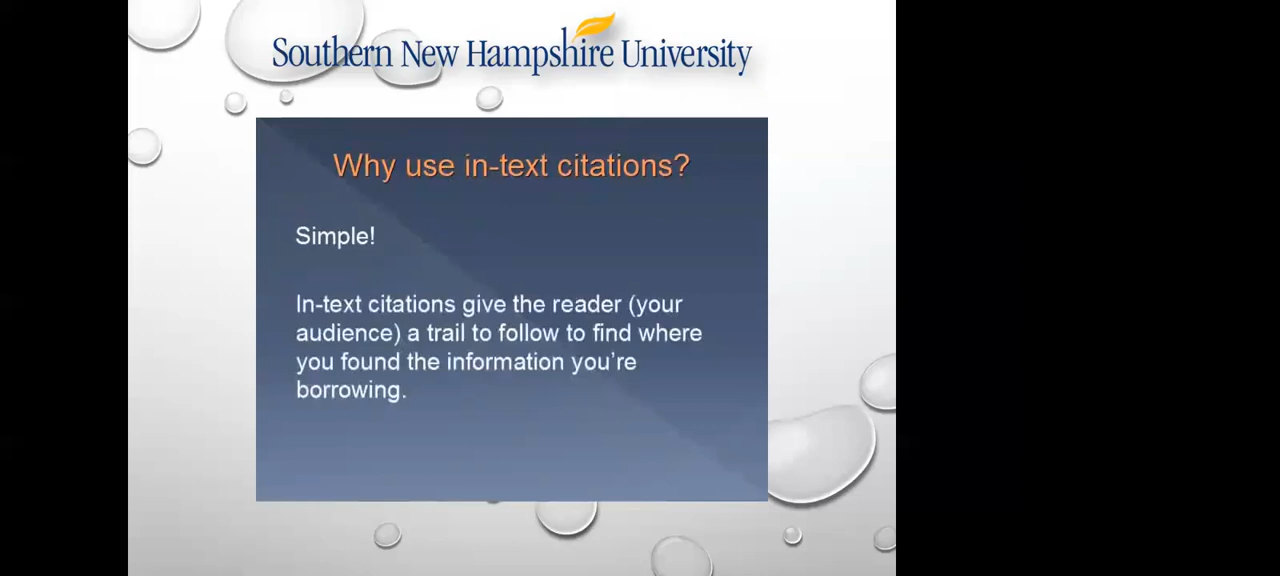 Southern New Hampshire University
Why use in-text citations?
Simple!
In-text citations give the reader (your
audience) a trail to follow to find where
you found the information you’re
borrowing.